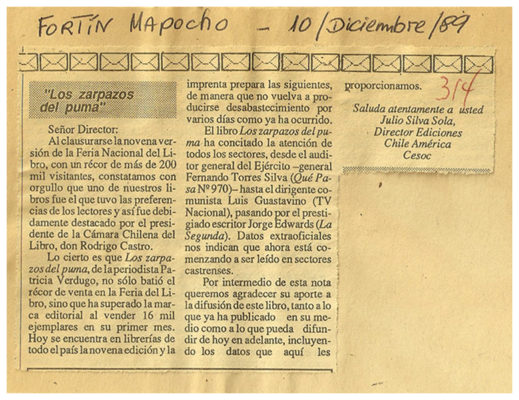 FORTÍN MAPOCHO - 10/Diciembre/89
"Los zarpazos
del puma"
Señor Director:
Al clausurarse la novena ver-
sión de la Feria Nacional del Li-
bro, con un récor de más de 200
mil visitantes, constatamos con
orgullo que uno de nuestros li-
bros fue el que tuvo las preferen-
cias de los lectores y así fue debi-
damente destacado por el presi-
dente de la Cámara Chilena del
Libro, don Rodrigo Castro.
Lo cierto es que Los zarpa-
zos del puma, de la periodista Pa-
tricia Verdugo, no sólo batió el
récor de venta en la Feria del Li-
bro, sino que ha superado la mar-
ca editorial al vender 16 mil
ejemplares en su primer mes.
Hoy se encuentra en librerías de
todo el país la novena edición y la
imprenta prepara las siguientes,
de manera que no vuelva a pro-
ducirse desabastecimiento por
varios días como ya ha ocurrido.
El libro Los zarpazos del pu-
ma ha concitado la atención de
todos los sectores, desde el audi-
tor general del Ejército –general
Fernando Torres Silva (Qué Pa-
sa Nº 970)– hasta el dirigente co-
munista Luis Guastavino (TV
Nacional), pasando por el presti-
giado escritor Jorge Edwards (La
Segunda). Datos extraoficiales
nos indican que ahora está co-
menzando a ser leído en sectores
castrenses.
Por intermedio de esta nota
queremos agradecer su aporte a
la difusión de este libro, tanto a lo
que ya ha publicado en su me-
dio como a lo que pueda difun-
dir de hoy en adelante, incluyen-
do los datos que aquí les
proporcionamos.
314
Saluda atentamente a usted
Julio Silva Sola,
Director Ediciones
Chile América
Cesoc